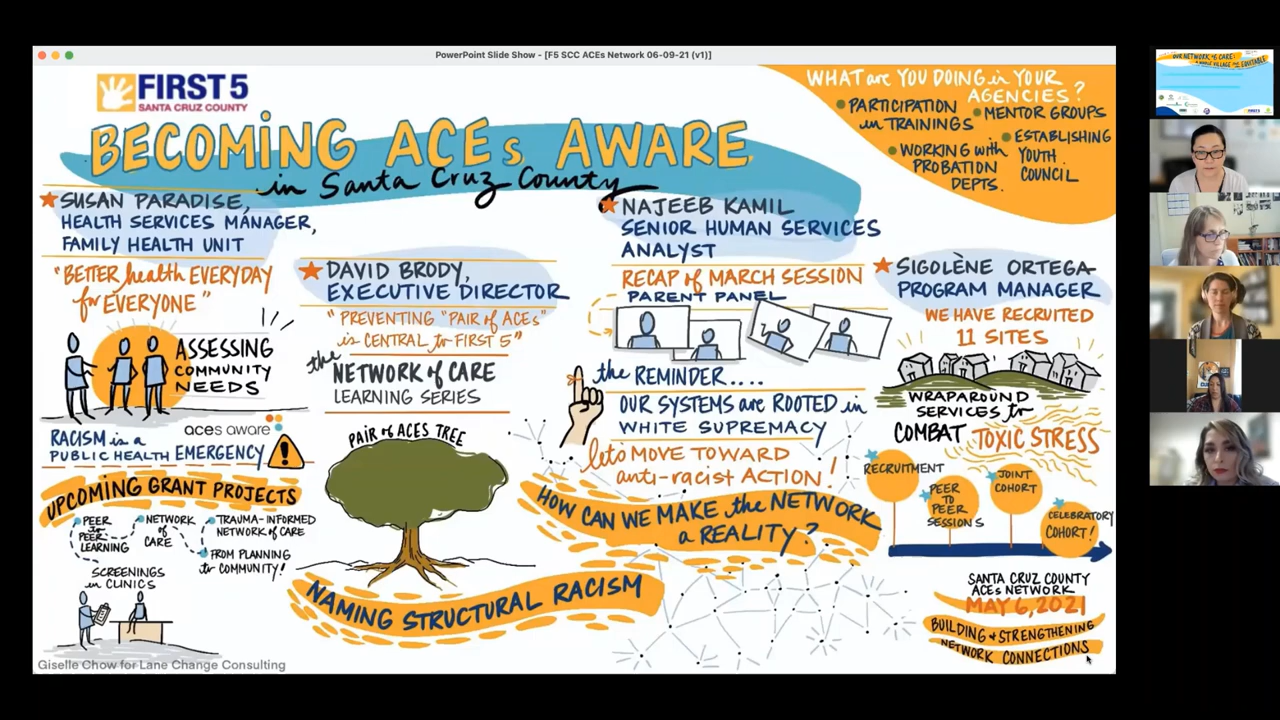 PowerPoint Slide Show - [F5 SCC ACEs Network 06-09-21 (v1)]
FIRST 5
SANTA CRUZ COUNTY
BECOMING ACEs AWARE
in Santa Cruz County
WHAT are YOU DOING in YOUR
AGENCIES?
PARTICIPATION
in TRAININGS
MENTOR GROUPS
WORKING with
PROBATION
DEPTS.
ESTABLISHING
YOUTH
COUNCIL
SUSAN PARADISE,
HEALTH SERVICES MANAGER,
FAMILY HEALTH UNIT
"BETTER health EVERYDAY
for EVERYONE"
ASSESSING
COMMUNITY
NEEDS
aces aware
RACISM is a
PUBLIC HEALTH EMERGENCY
!
UPCOMING GRANT PROJECTS
PEER
to
PEER
LEARNING
NETWORK
of
CARE
TRAUMA-INFORMED
NETWORK of CARE
FROM PLANNING
to COMMUNITY!
SCREENINGS
in CLINICS
Giselle Chow for Lane Change Consulting
DAVID BRODY,
EXECUTIVE DIRECTOR
"PREVENTING "PAIR of ACEs"
is CENTRAL to FIRST 5"
the
NETWORK of CARE
LEARNING SERIES
PAIR of ACES TREE
NAMING STRUCTURAL RACISM
NAJEEB KAMIL
SENIOR HUMAN SERVICES
ANALYST
RECAP of MARCH SESSION
PARENT PANEL
the REMINDER....
OUR SYSTEMS are ROOTED in
WHITE SUPREMACY
let's MOVE TOWARD
anti-racist ACTION!
HOW CAN WE MAKE the NETWORK
a REALITY?
SIGOLÈNE ORTEGA
PROGRAM MANAGER
WE HAVE RECRUITED
11 SITES
WRAPAROUND
SERVICES to
COMBAT TOXIC STRESS
RECRUITMENT
PEER
TO
PEER
SESSIONS
JOINT
COHORT
CELEBRATORY
COHORT!
SANTA CRUZ COUNTY
ACEs NETWORK
MAY 6, 2021
BUILDING + STRENGTHENING
NETWORK CONNECTIONS
OUR NETWORK of CARE:
A WHOLE VILLAGE
EQUITABLE